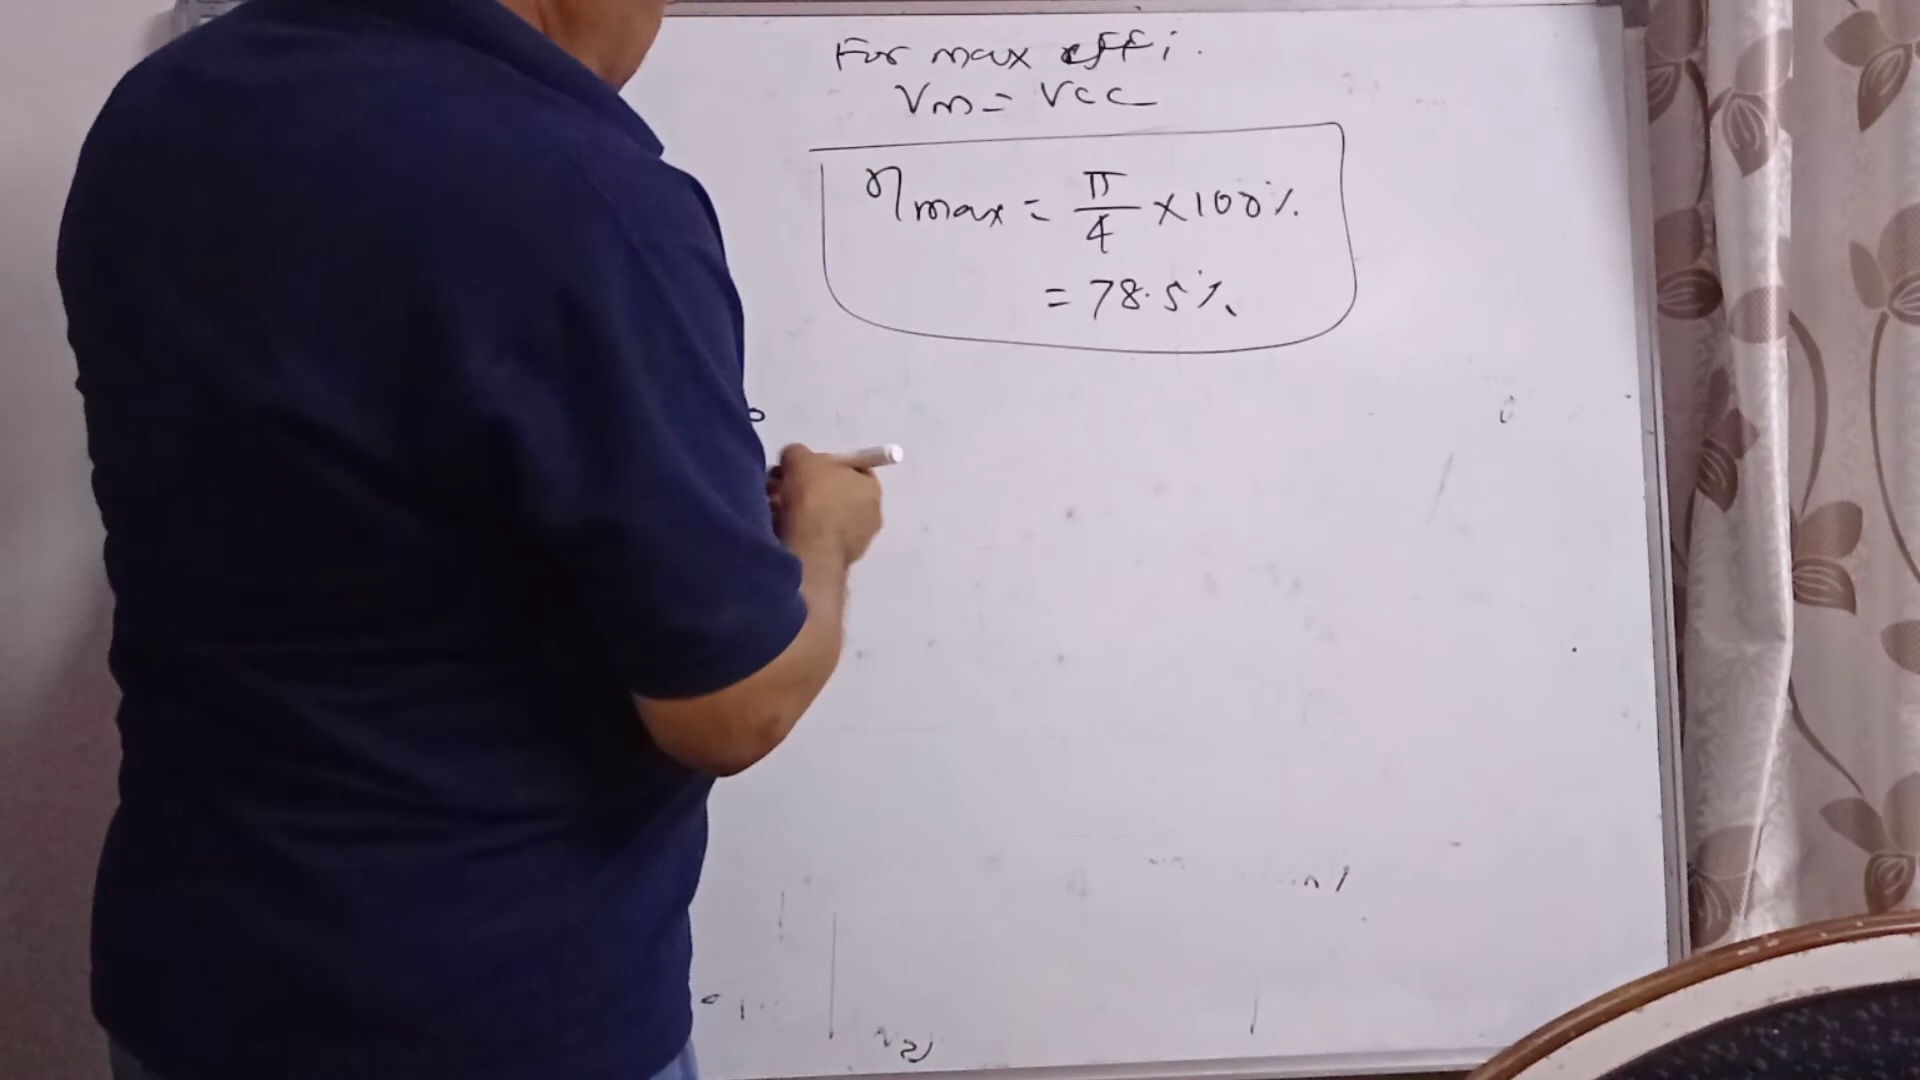 For max effi.
Vm = Vcc
ηmax = π/4 × 100%
= 78.5%